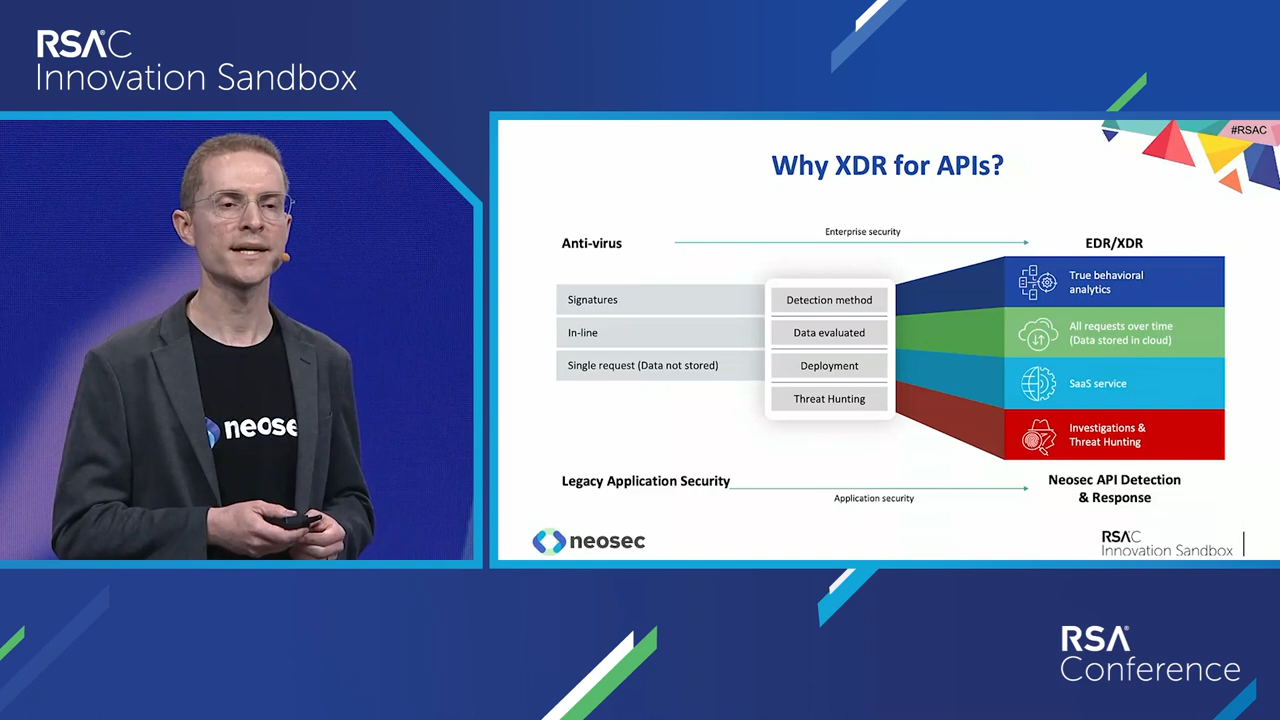 RSAC
Innovation Sandbox
#RSAC
Why XDR for APIs?
Anti-virus
Enterprise security
EDR/XDR
Signatures
Detection method
True behavioral
analytics
In-line
Data evaluated
All requests over time
(Data stored in cloud)
Single request (Data not stored)
Deployment
SaaS service
Threat Hunting
Investigations &
Threat Hunting
Legacy Application Security
Application security
Neosec API Detection
& Response
neosec
RSAC
Innovation Sandbox
neose
RSA®
Conference